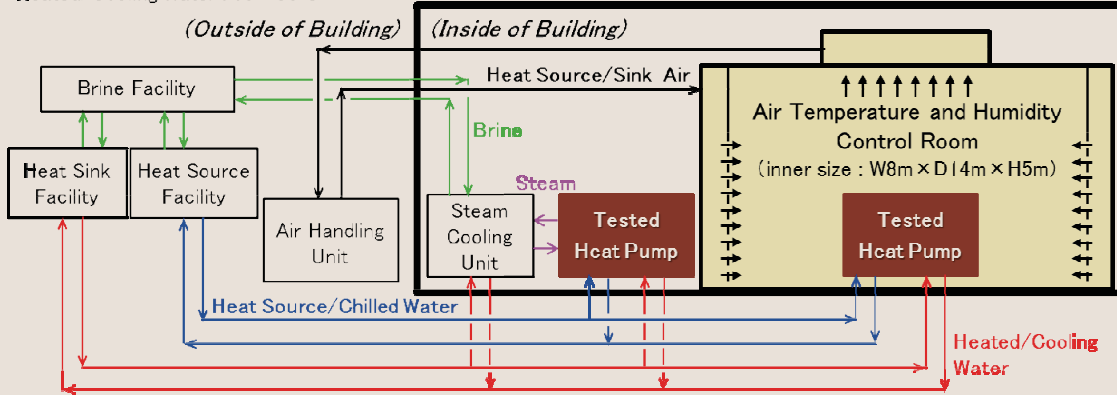 (Outside of Building)
(Inside of Building)
Heat Source/Sink Air
Brine Facility
Brine
Air Temperature and Humidity
Control Room
(inner size : W8m×D14m×H5m)
Heat Sink
Facility
Heat Source
Facility
Steam
Air Handling
Unit
Steam
Cooling
Unit
Tested
Heat Pump
Tested
Heat Pump
Heat Source/Chilled Water
Heated/Cooling
Water